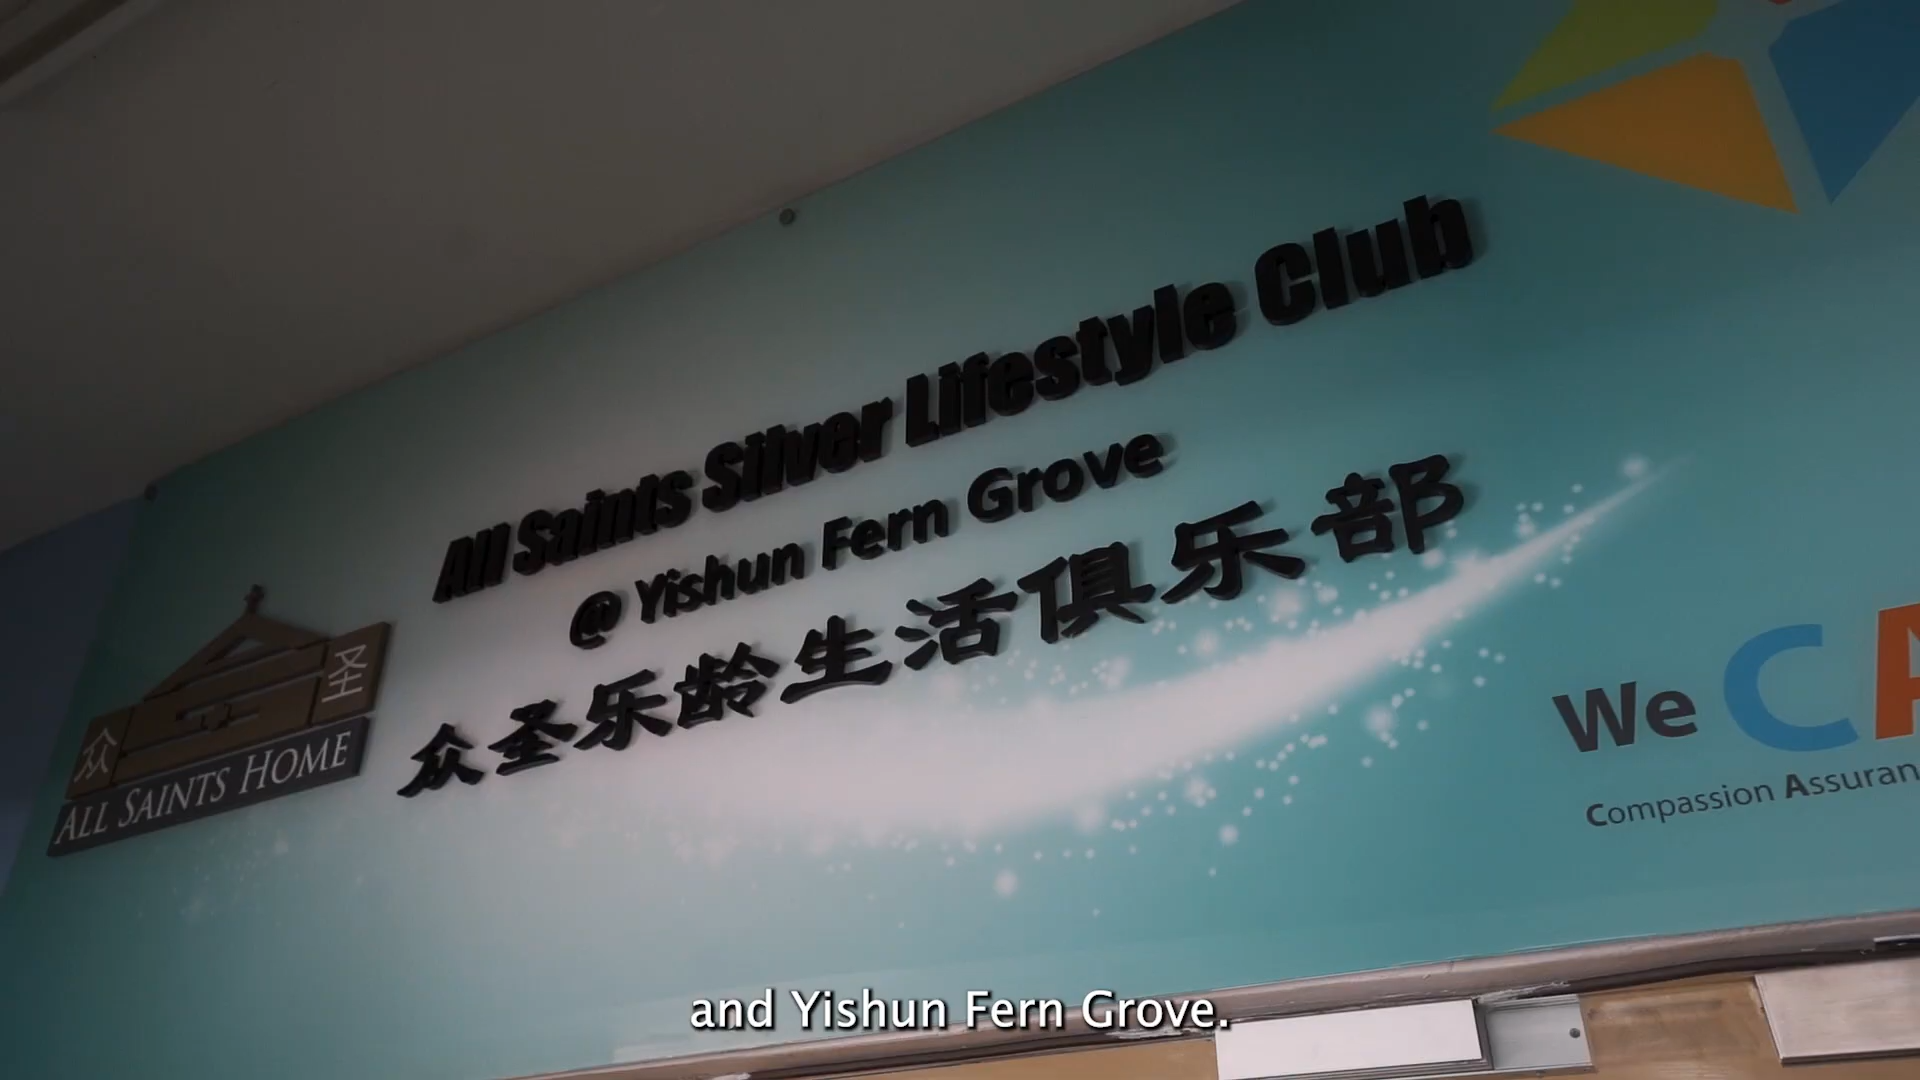 All Saints Silver Lifestyle Club
@ Yishun Fern Grove
众圣乐龄生活俱乐部
众
圣
ALL SAINTS HOME
We CA
Compassion Assuran
and Yishun Fern Grove.